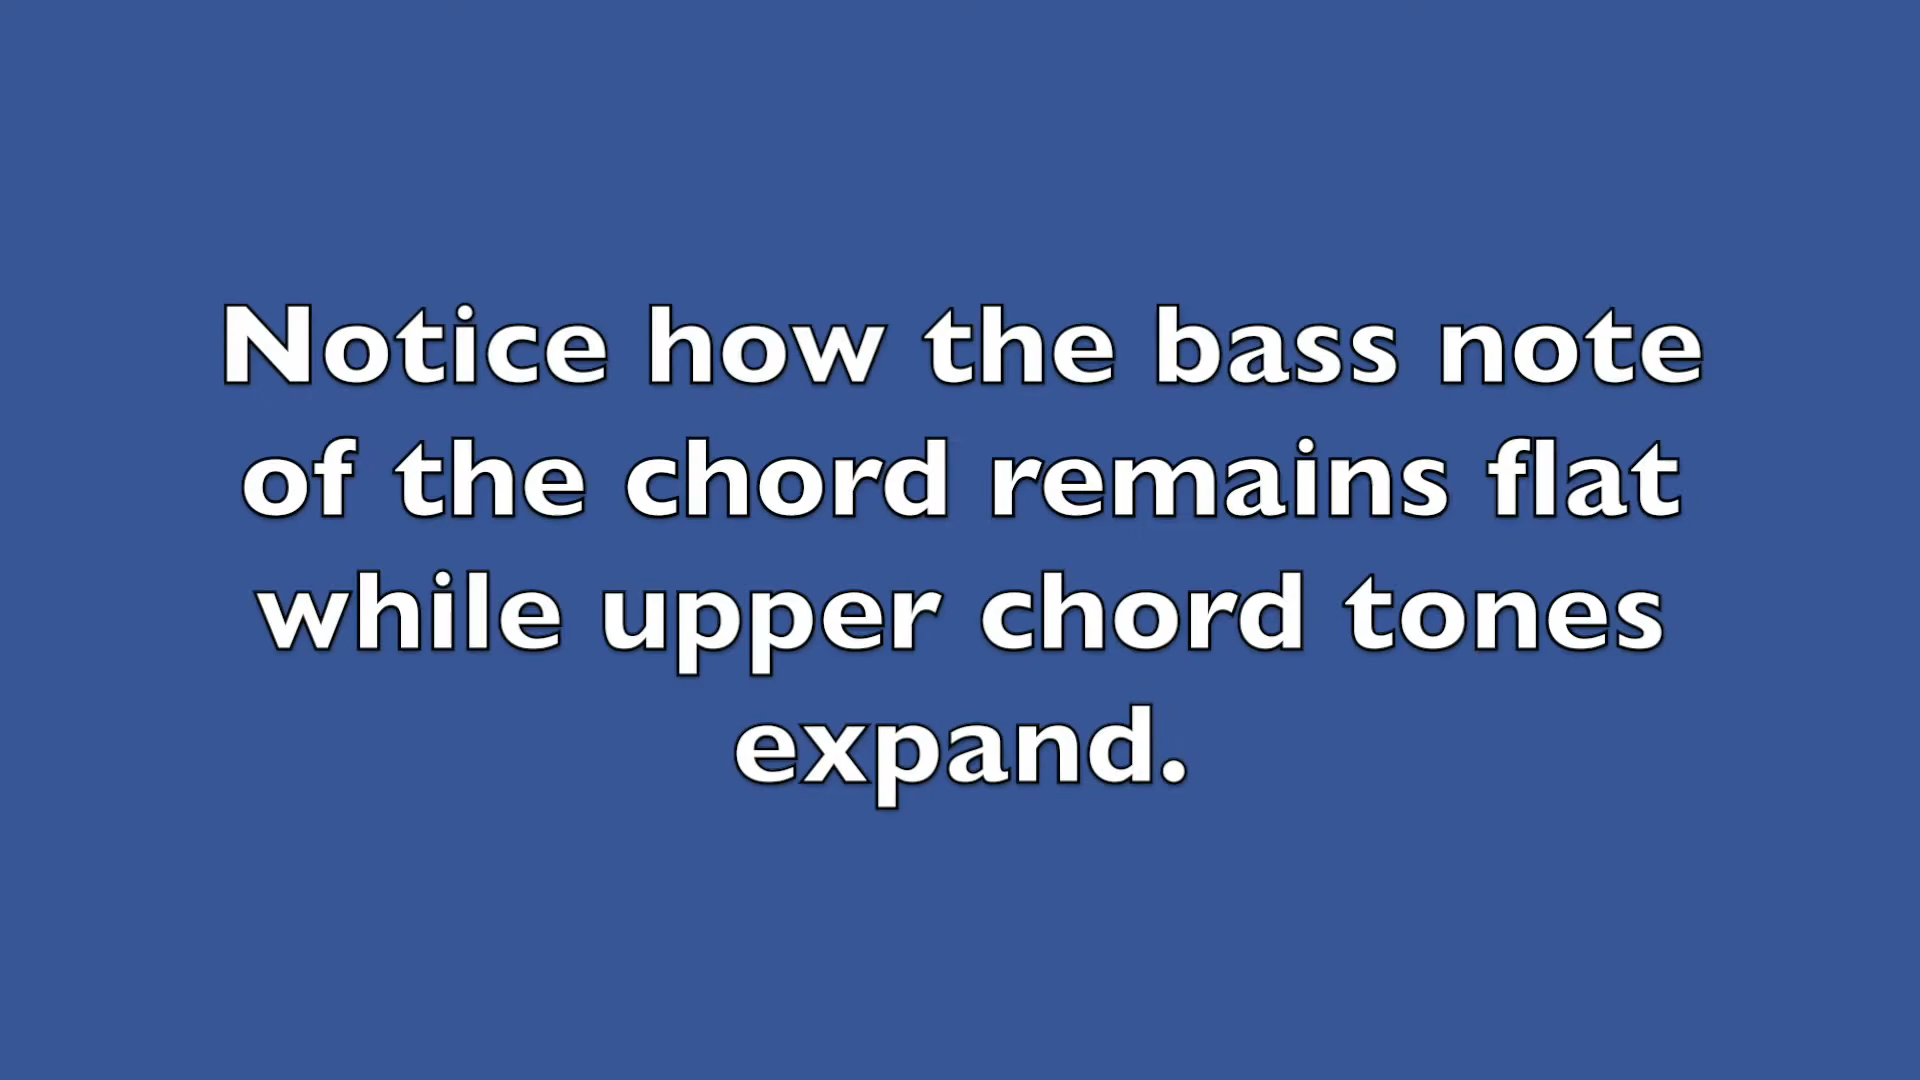 Notice how the bass note
of the chord remains flat
while upper chord tones
expand.